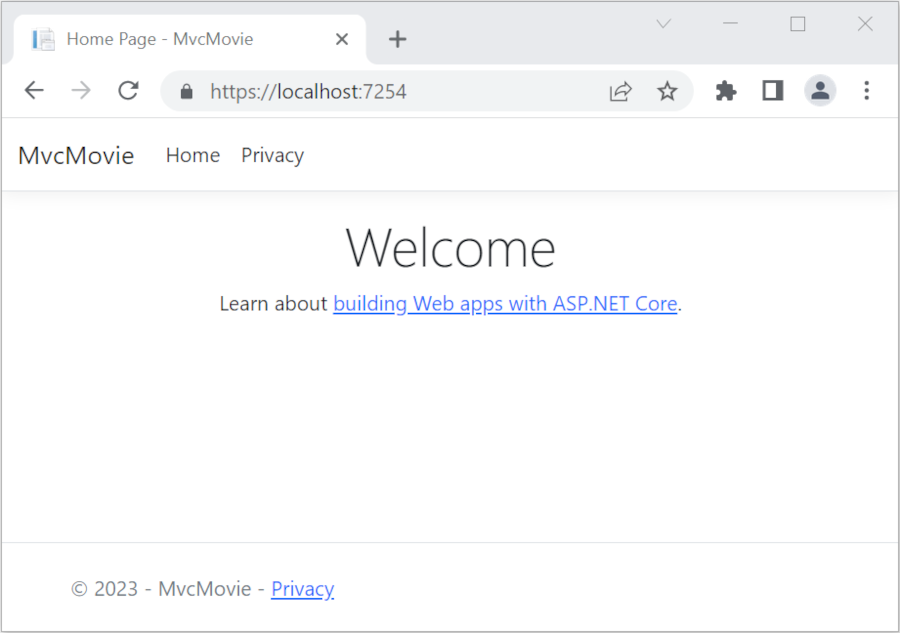 Home Page - MvcMovie
https://localhost:7254
MvcMovie Home Privacy
Welcome
Learn about building Web apps with ASP.NET Core.
© 2023 - MvcMovie - Privacy